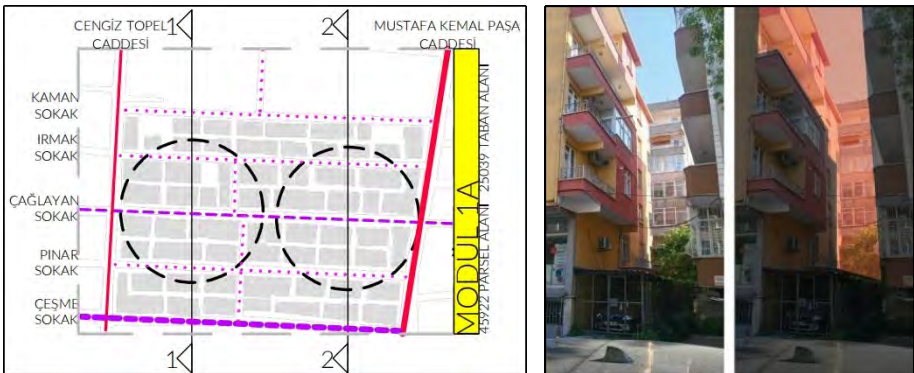 CENGİZ TOPEL
CADDESİ
1
2
MUSTAFA KEMAL PAŞA
CADDESİ
KAMAN
SOKAK
IRMAK
SOKAK
ÇAĞLAYAN
SOKAK
PINAR
SOKAK
ÇEŞME
SOKAK
MODUL 1A
45922 PARSEL ALANI 25039 TABAN ALANI
1
2